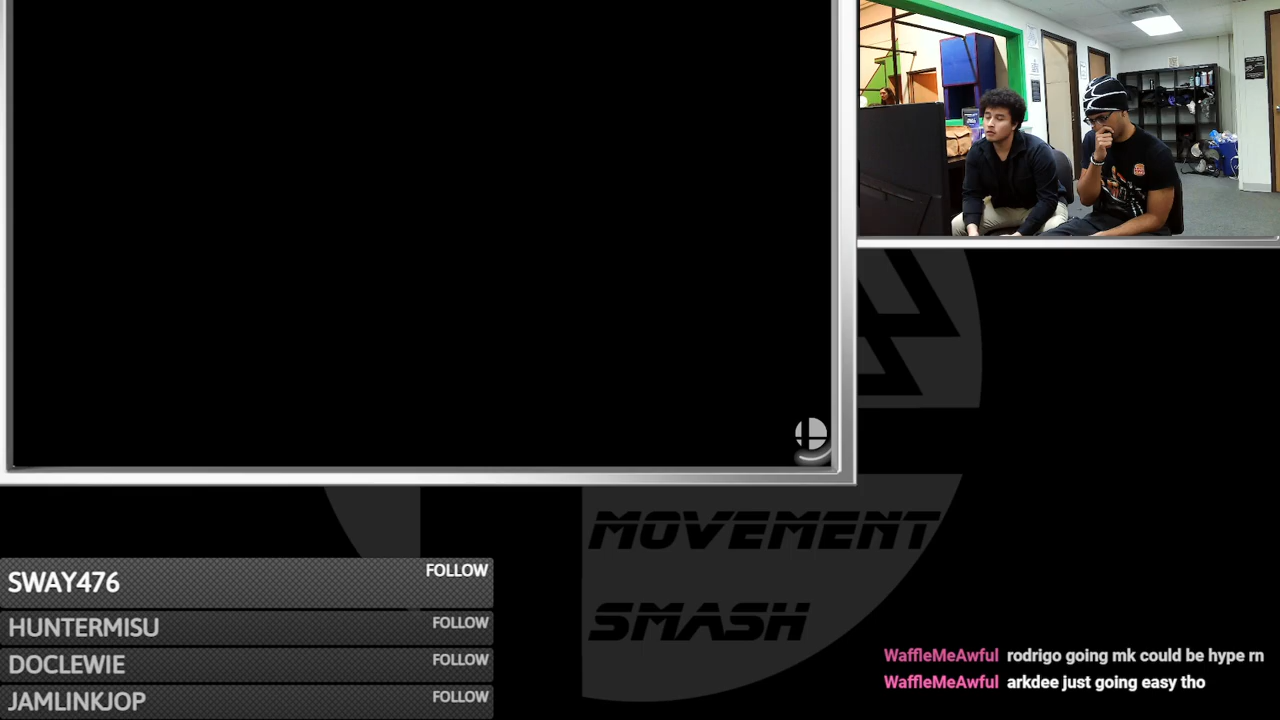 MOVEMENT
SMASH
SWAY476 FOLLOW
HUNTERMISU FOLLOW
DOCLEWIE FOLLOW
JAMLINKJOP FOLLOW
WaffleMeAwful rodrigo going mk could be hype rn
WaffleMeAwful arkdee just going easy tho